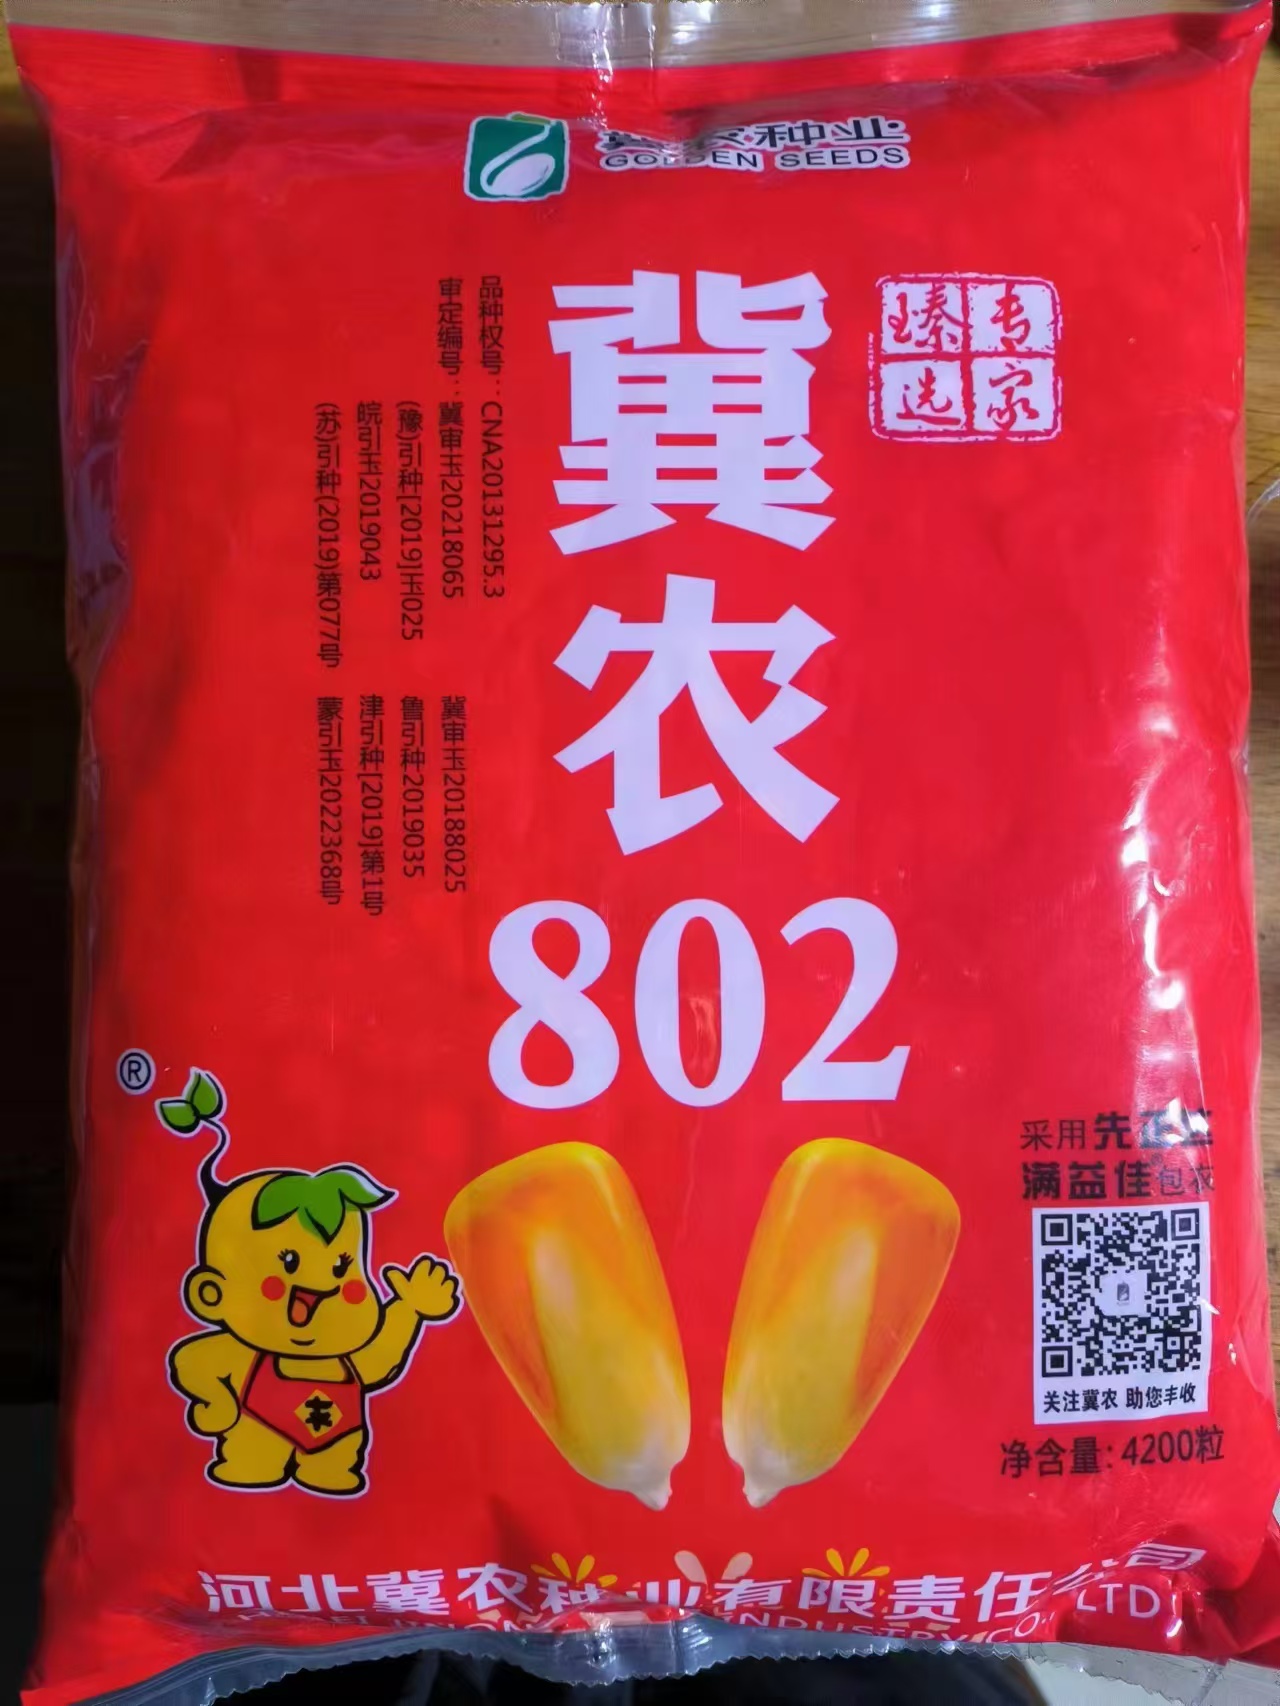 冀农种业
GOLDEN SEEDS
专家
臻选
冀农
802
品种权号：CNA20131295.3
审定编号：冀审玉20218065 冀审玉20188025
(豫)引种[2019]玉025 鲁引种2019035
皖引玉2019043 津引种[2019]第1号
(苏)引种(2019)第077号 蒙引玉2022368号
®
采用先正达
满益佳®包衣
关注冀农 助您丰收
净含量：4200粒
河北冀农种业有限责任公司
INDUSTRY CO., LTD